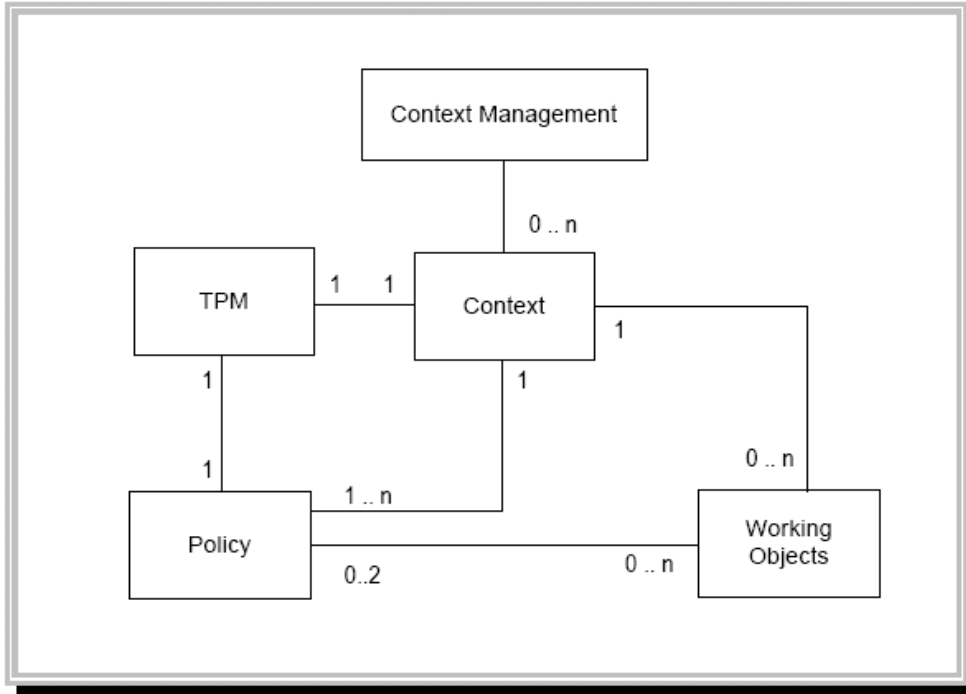 Context Management
0 .. n
TPM
1
1
Context
1
1
1
0 .. n
1
1 .. n
Policy
0..2
0 .. n
Working
Objects